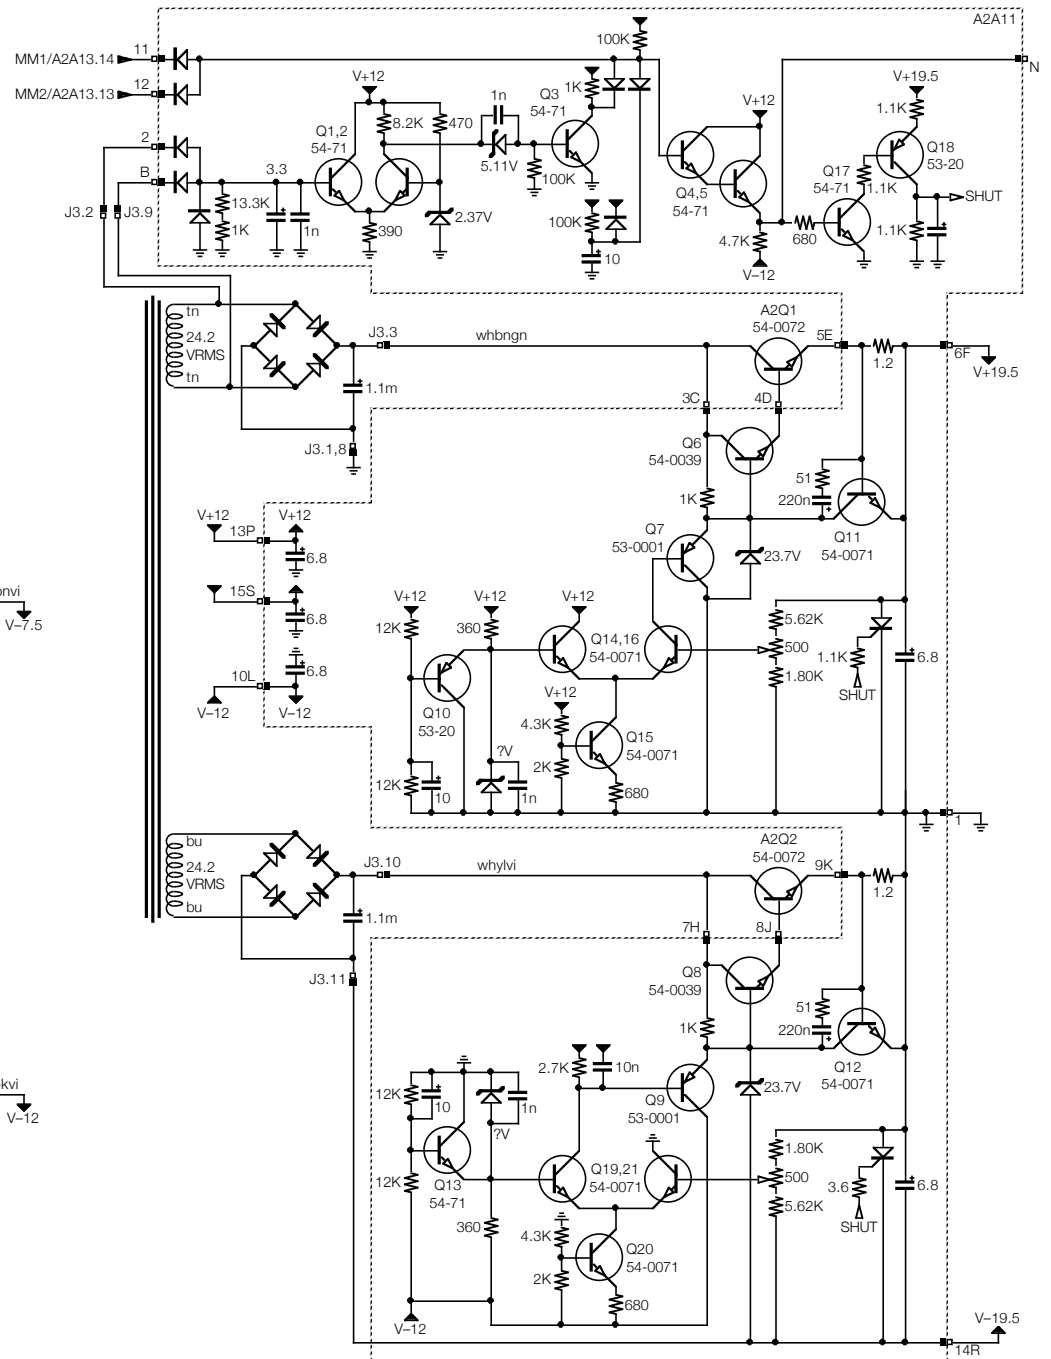 A2A11
MM1/A2A13.14
11
MM2/A2A13.13
12
2
B
J3.2
J3.9
13.3K
1K
3.3
1n
V+12
Q1,2
54-71
8.2K
470
390
2.37V
1n
5.11V
100K
Q3
54-71
1K
100K
100K
10
V+12
Q4,5
54-71
4.7K
V–12
680
V+19.5
1.1K
Q18
53-20
Q17
54-71
1.1K
1.1K
SHUT
N
tn
24.2
VRMS
tn
J3.3
1.1m
J3.1,8
whbngn
A2Q1
54-0072
5E
3C
4D
1.2
6F
V+19.5
Q6
54-0039
1K
51
220n
Q11
54-0071
Q7
53-0001
23.7V
V+12
13P
V+12
6.8
15S
6.8
10L
6.8
V–12
V–12
nvi
V–7.5
V+12
12K
Q10
53-20
12K
10
V+12
360
?V
1n
V+12
Q14,16
54-0071
V+12
4.3K
2K
Q15
54-0071
680
5.62K
500
1.80K
1.1K
SHUT
6.8
1
bu
24.2
VRMS
bu
J3.10
1.1m
J3.11
whylvi
A2Q2
54-0072
9K
7H
8J
1.2
Q8
54-0039
1K
51
220n
Q12
54-0071
Q9
53-0001
23.7V
kvi
V–12
12K
10
1n
?V
Q13
54-71
12K
360
V–12
2.7K
10n
Q19,21
54-0071
4.3K
2K
Q20
54-0071
680
1.80K
500
5.62K
3.6
SHUT
6.8
V–19.5
14R